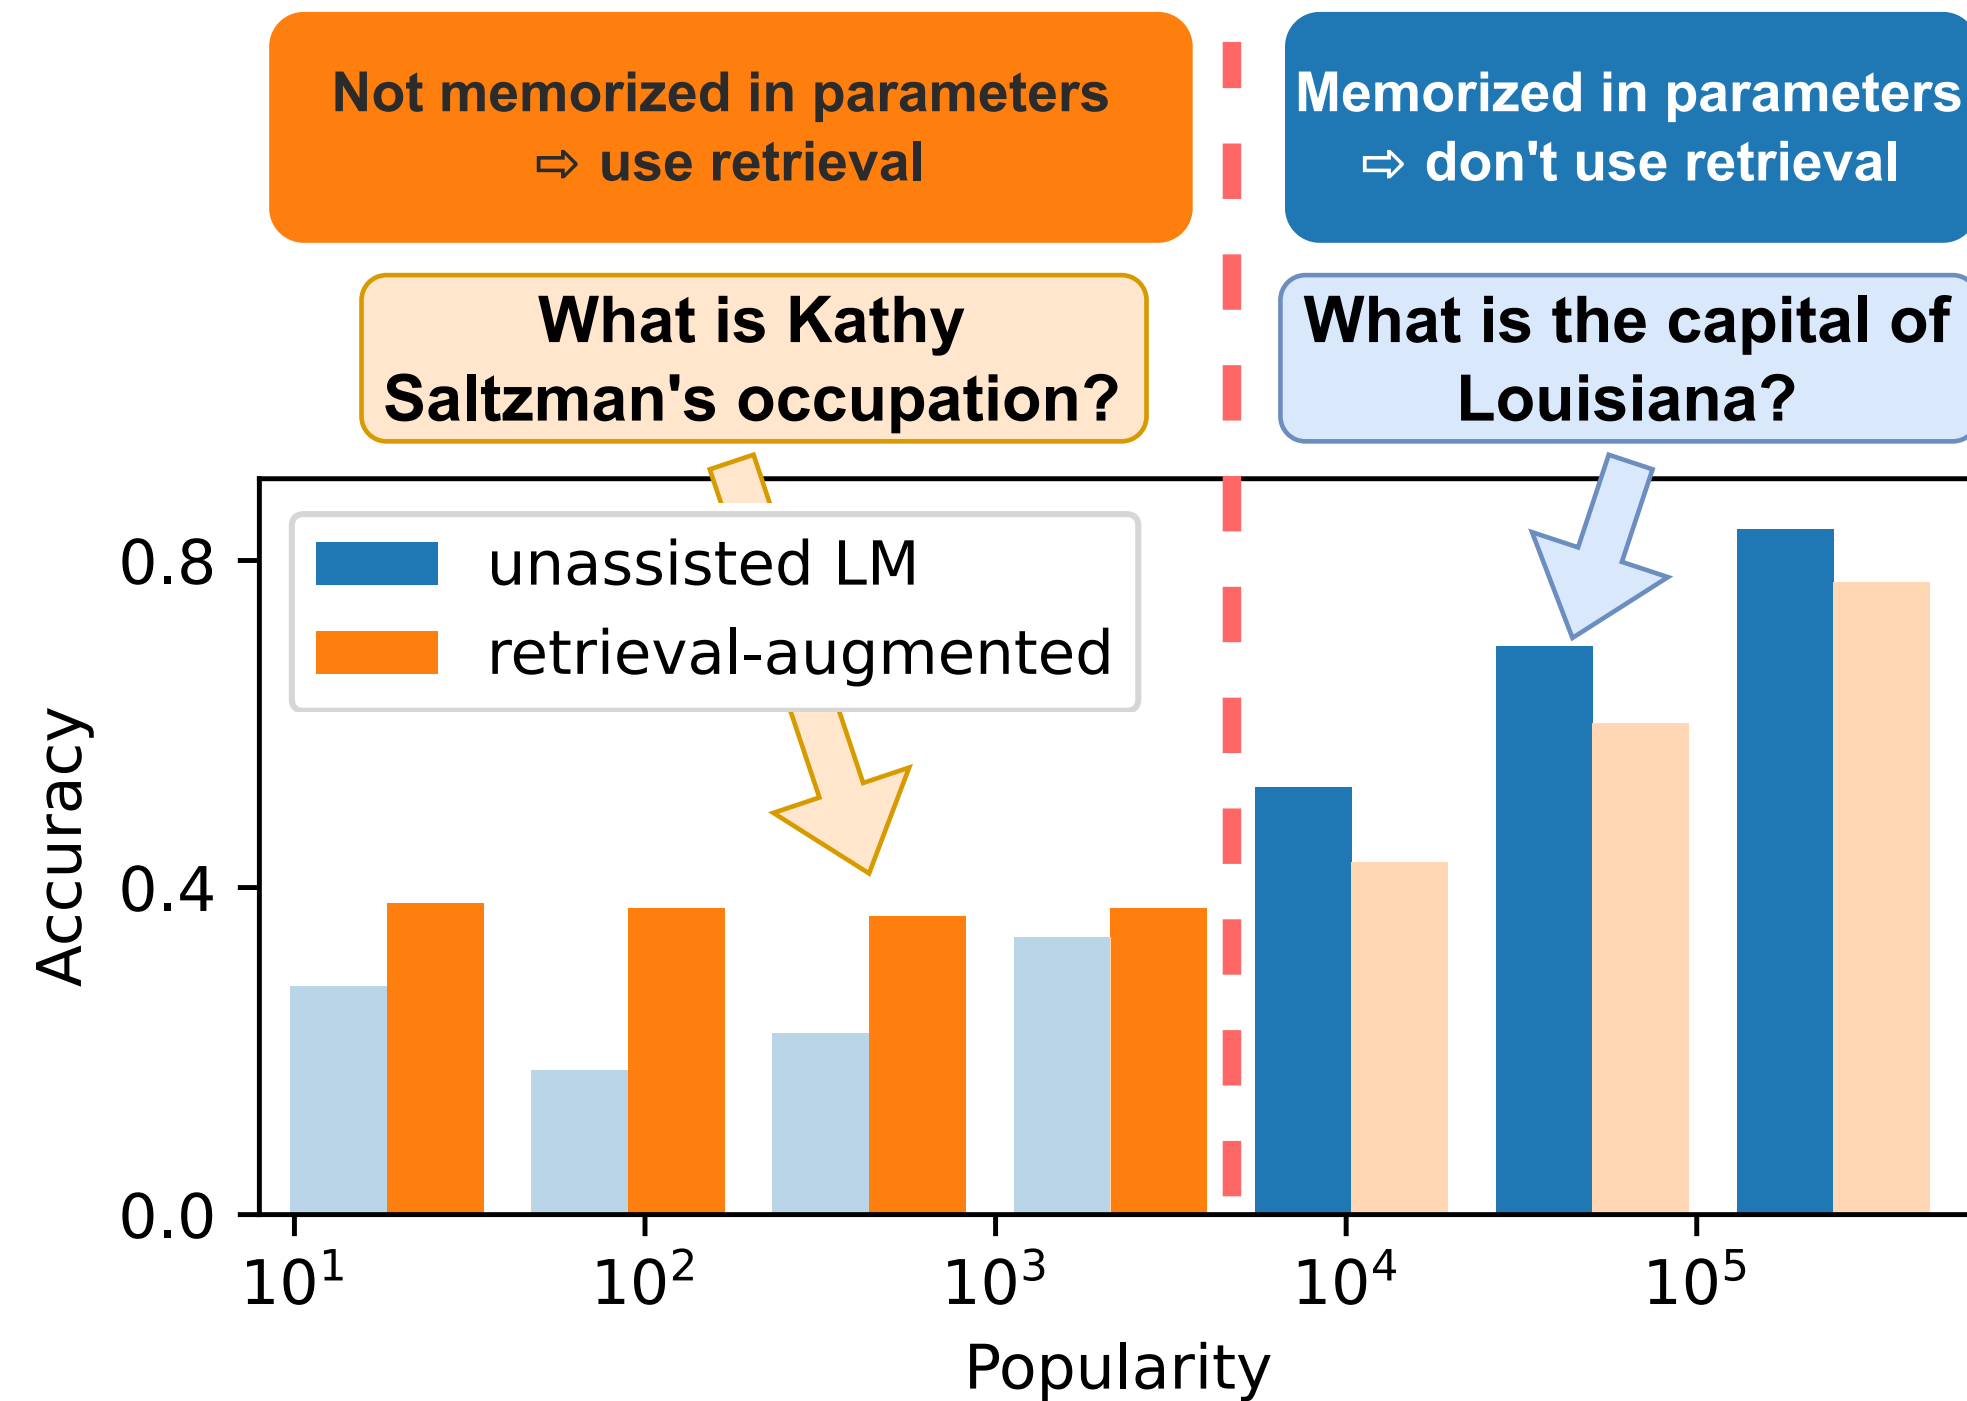 Not memorized in parameters
⇨ use retrieval
Memorized in parameters
⇨ don't use retrieval
What is Kathy
Saltzman's occupation?
What is the capital of
Louisiana?
unassisted LM
retrieval-augmented
Accuracy
0.8
0.4
0.0
10¹
10²
10³
10⁴
10⁵
Popularity